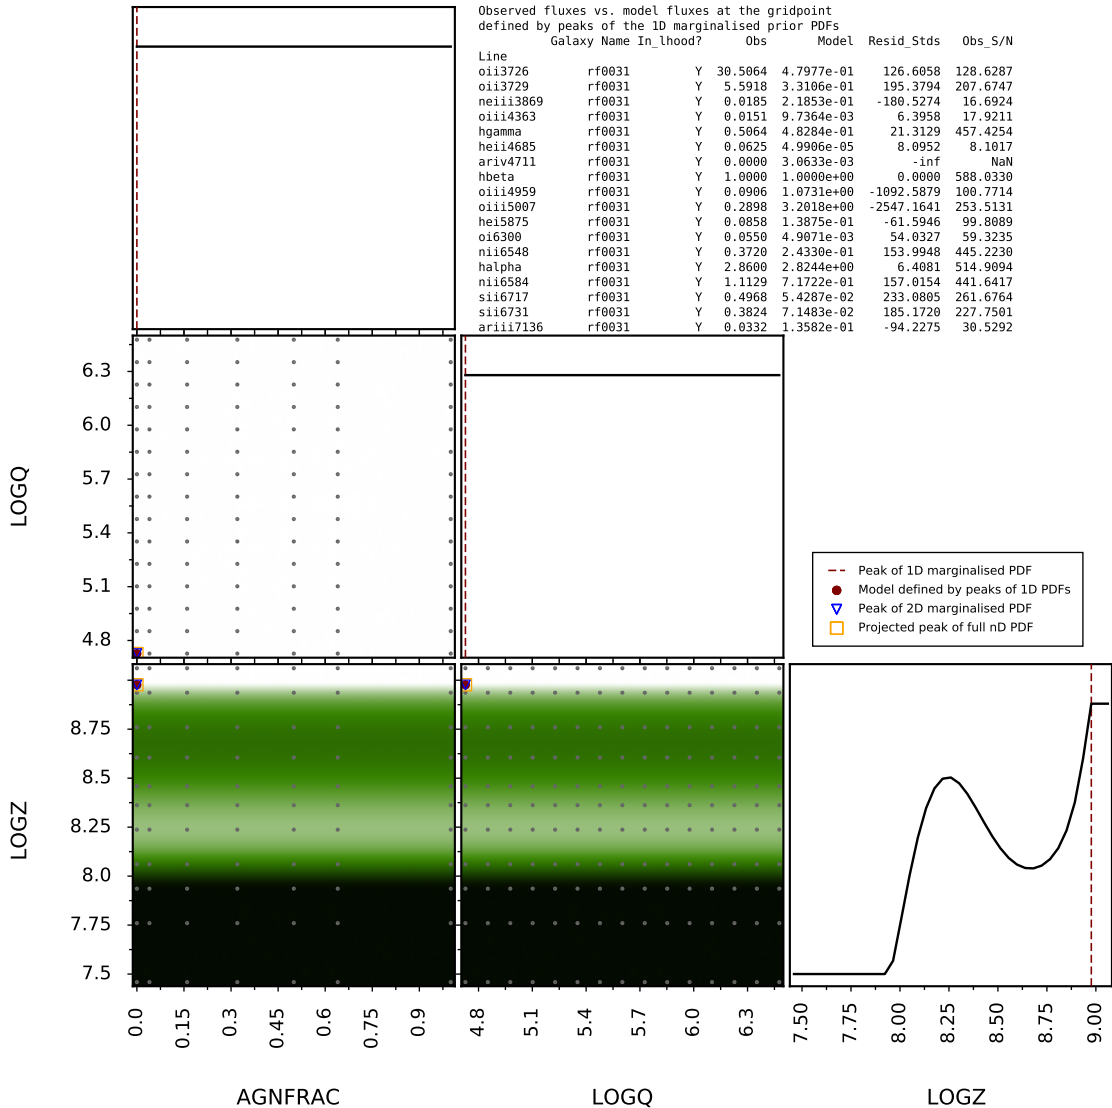 Observed fluxes vs. model fluxes at the gridpoint
defined by peaks of the 1D marginalised prior PDFs
Galaxy Name In_lhood? Obs Model Resid_Stds Obs_S/N
Line
oii3726 rf0031 Y 30.5064 4.7977e-01 126.6058 128.6287
oii3729 rf0031 Y 5.5918 3.3106e-01 195.3794 207.6747
neiii3869 rf0031 Y 0.0185 2.1853e-01 -180.5274 16.6924
oiii4363 rf0031 Y 0.0151 9.7364e-03 6.3958 17.9211
hgamma rf0031 Y 0.5064 4.8284e-01 21.3129 457.4254
heii4685 rf0031 Y 0.0625 4.9906e-05 8.0952 8.1017
ariv4711 rf0031 Y 0.0000 3.0633e-03 -inf NaN
hbeta rf0031 Y 1.0000 1.0000e+00 0.0000 588.0330
oiii4959 rf0031 Y 0.0906 1.0731e+00 -1092.5879 100.7714
oiii5007 rf0031 Y 0.2898 3.2018e+00 -2547.1641 253.5131
hei5875 rf0031 Y 0.0858 1.3875e-01 -61.5946 99.8089
oi6300 rf0031 Y 0.0550 4.9071e-03 54.0327 59.3235
nii6548 rf0031 Y 0.3720 2.4330e-01 153.9948 445.2230
halpha rf0031 Y 2.8600 2.8244e+00 6.4081 514.9094
nii6584 rf0031 Y 1.1129 7.1722e-01 157.0154 441.6417
sii6717 rf0031 Y 0.4968 5.4287e-02 233.0805 261.6764
sii6731 rf0031 Y 0.3824 7.1483e-02 185.1720 227.7501
ariii7136 rf0031 Y 0.0332 1.3582e-01 -94.2275 30.5292
6.3
6.0
5.7
5.4
5.1
4.8
LOGQ
Peak of 1D marginalised PDF
Model defined by peaks of 1D PDFs
Peak of 2D marginalised PDF
Projected peak of full nD PDF
8.75
8.5
8.25
8.0
7.75
7.5
LOGZ
0.0 0.15 0.3 0.45 0.6 0.75 0.9
4.8 5.1 5.4 5.7 6.0 6.3
7.50 7.75 8.00 8.25 8.50 8.75 9.00
AGNFRAC
LOGQ
LOGZ